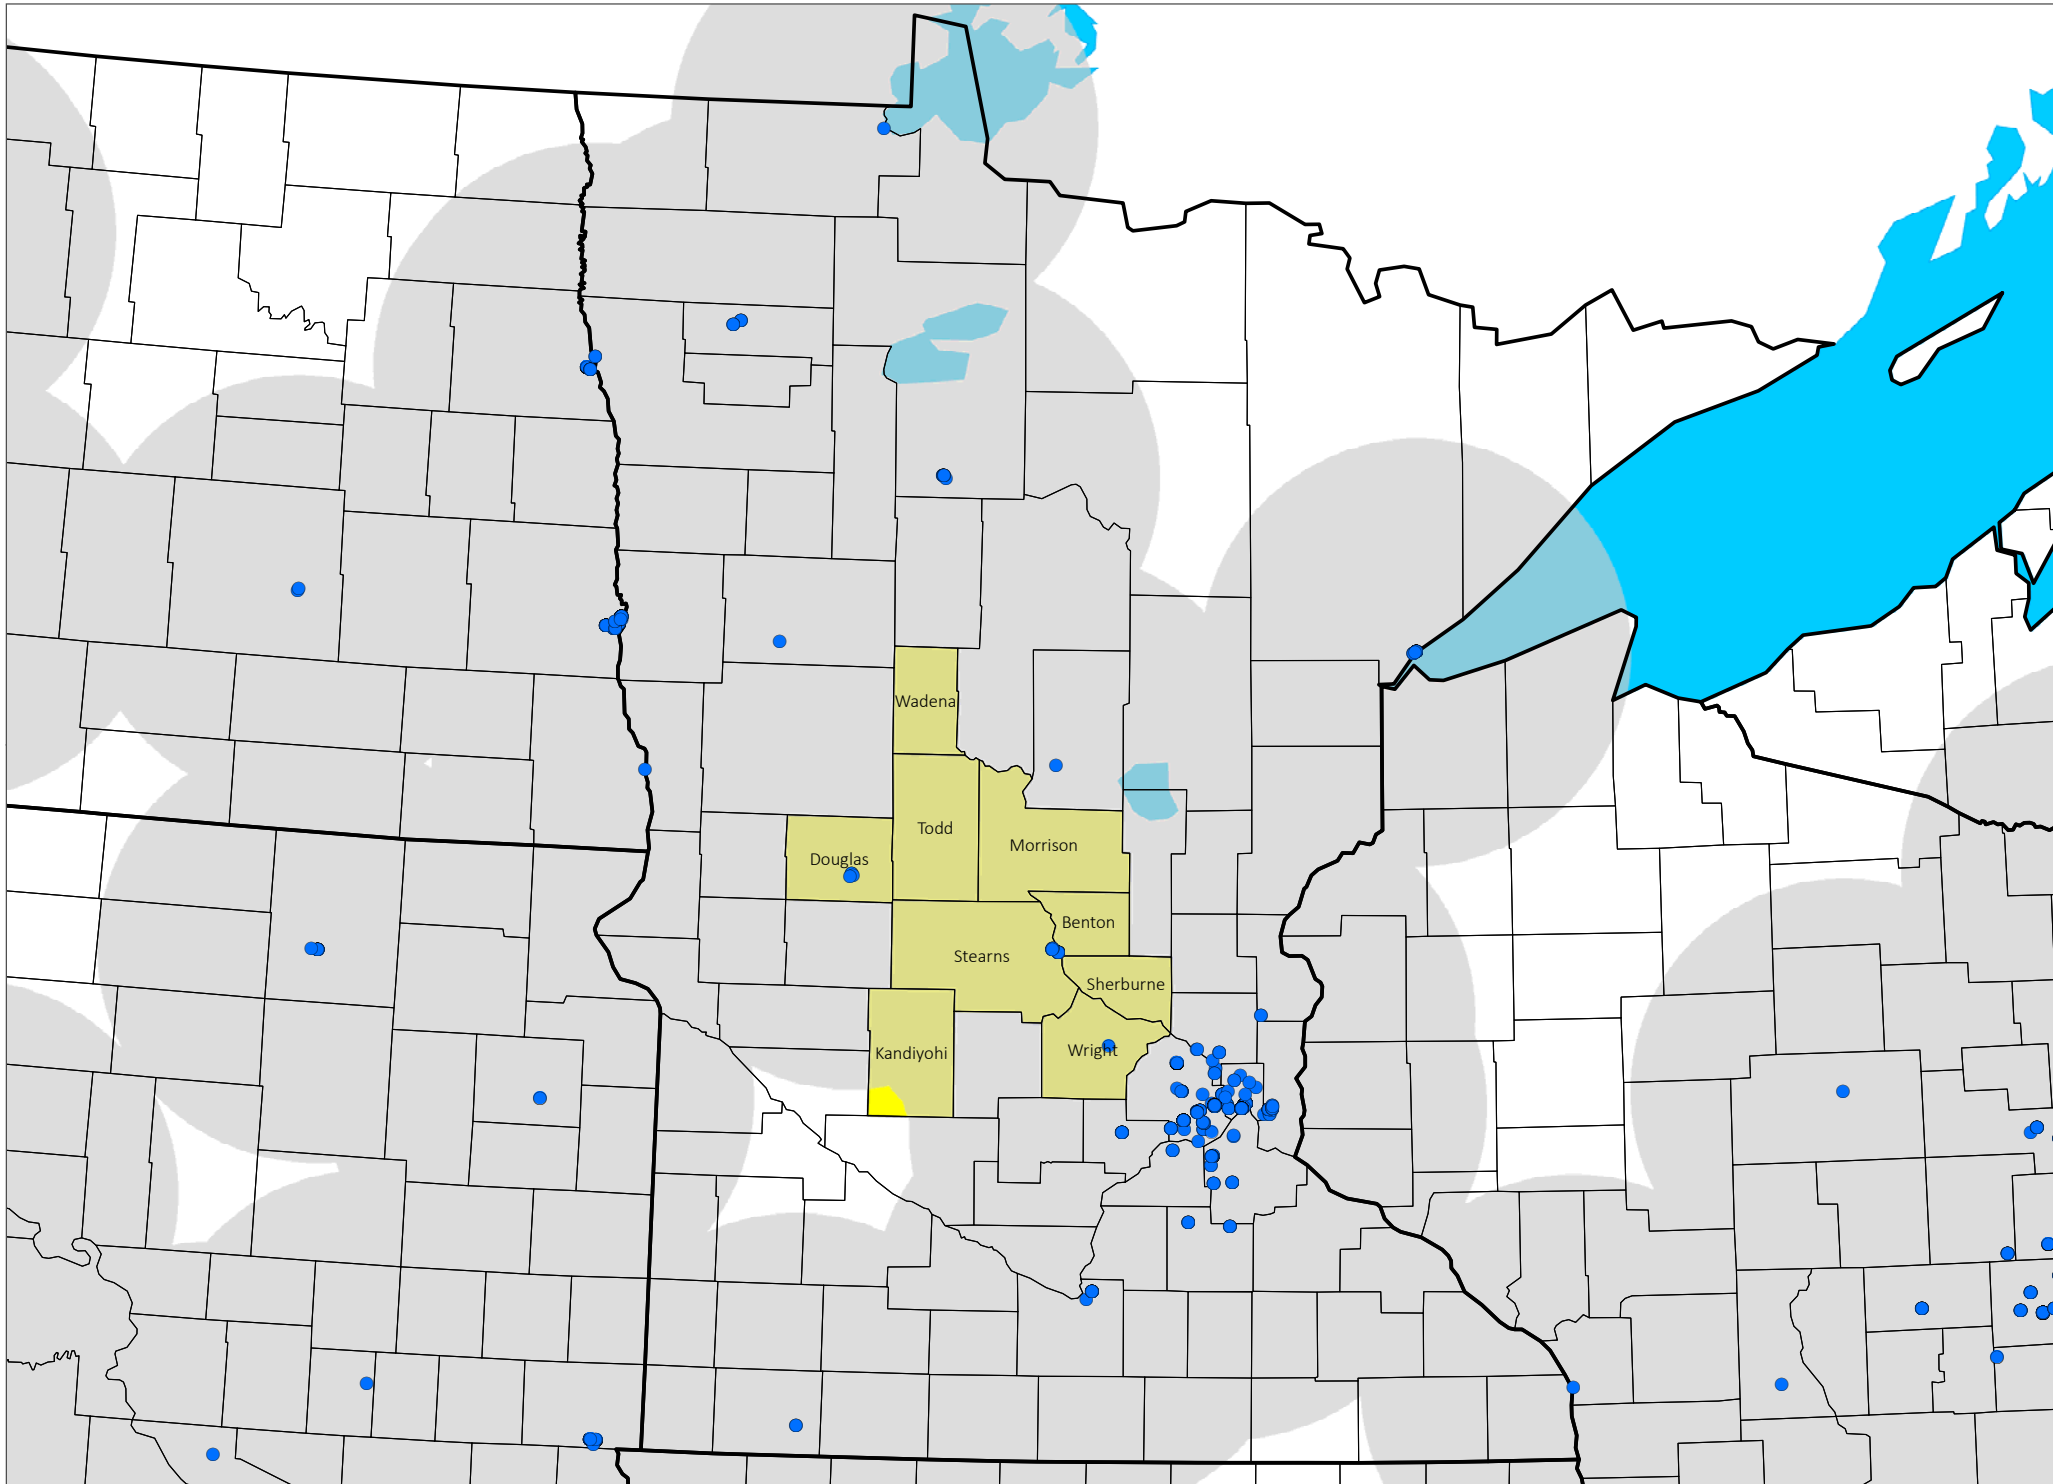 Wadena
Todd
Morrison
Douglas
Benton
Stearns
Sherburne
Kandiyohi
Wright